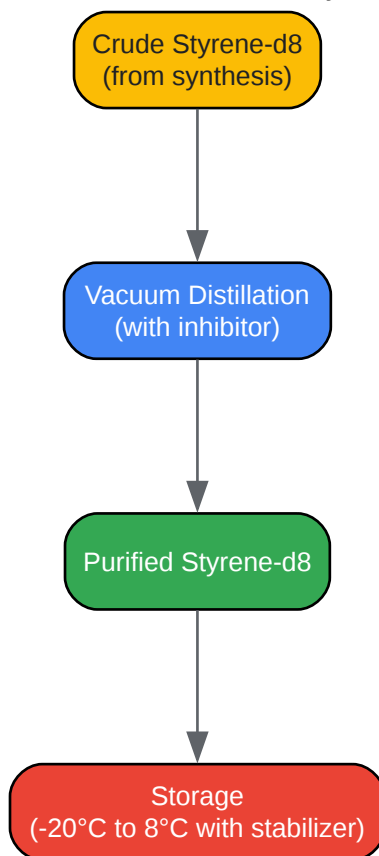 Crude Styrene-d8
(from synthesis)
Vacuum Distillation
(with inhibitor)
Purified Styrene-d8
Storage
(-20°C to 8°C with stabilizer)